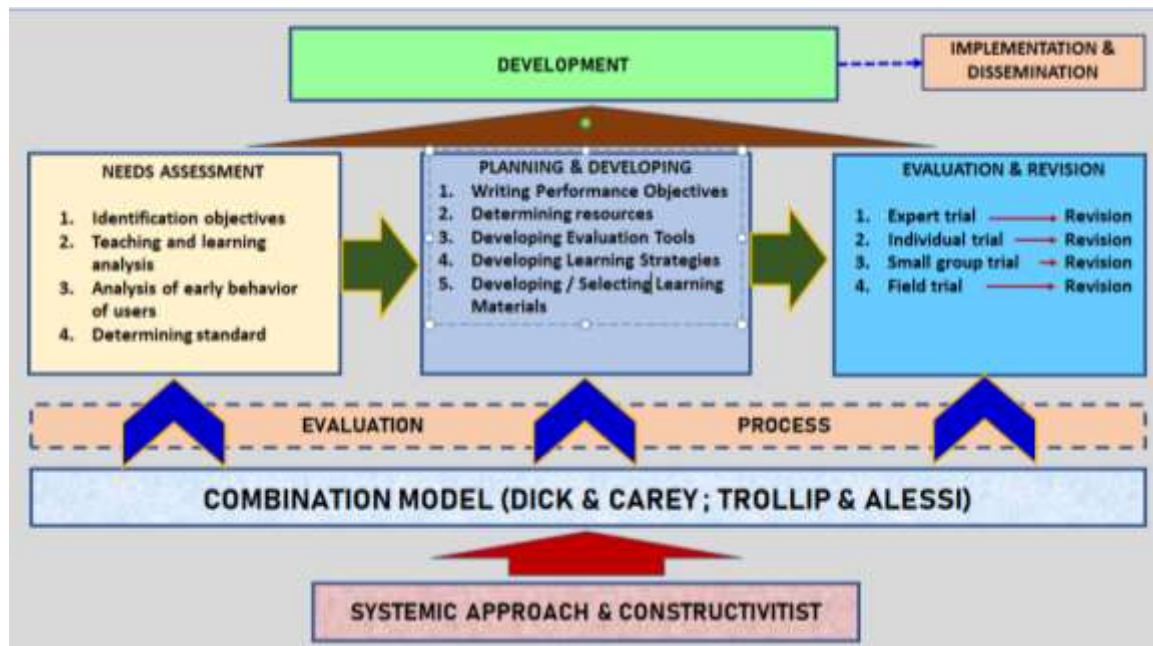 DEVELOPMENT
IMPLEMENTATION &
DISSEMINATION
NEEDS ASSESSMENT
1. Identification objectives
2. Teaching and learning
analysis
3. Analysis of early behavior
of users
4. Determining standard
PLANNING & DEVELOPING
1. Writing Performance Objectives
2. Determining resources
3. Developing Evaluation Tools
4. Developing Learning Strategies
5. Developing / Selecting Learning
Materials
EVALUATION & REVISION
1. Expert trial Revision
2. Individual trial Revision
3. Small group trial Revision
4. Field trial Revision
EVALUATION PROCESS
COMBINATION MODEL (DICK & CAREY ; TROLLIP & ALESSI)
SYSTEMIC APPROACH & CONSTRUCTIVITIST